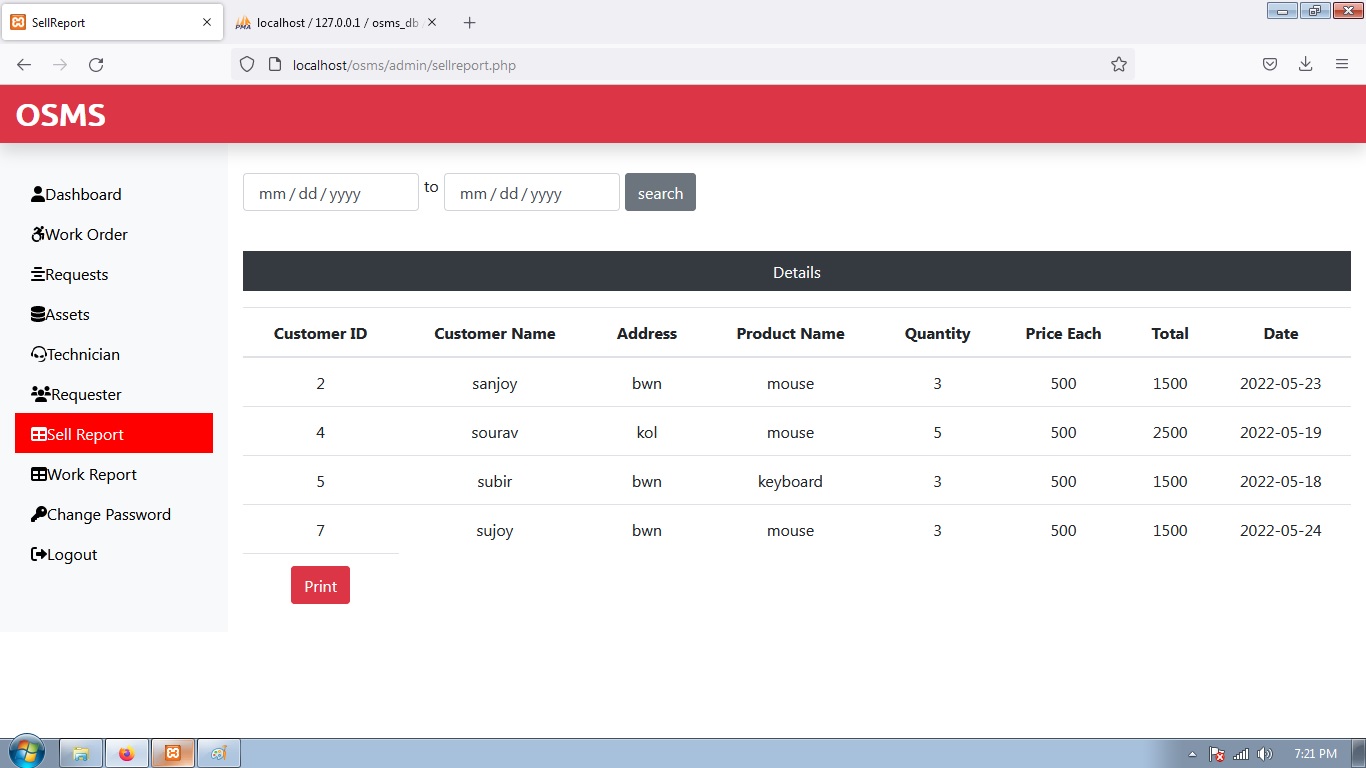 SellReport
localhost / 127.0.0.1 / osms_db
localhost/osms/admin/sellreport.php
OSMS
Dashboard
Work Order
Requests
Assets
Technician
Requester
Sell Report
Work Report
Change Password
Logout
mm / dd / yyyy to mm / dd / yyyy search
Details
Customer ID Customer Name Address Product Name Quantity Price Each Total Date
2 sanjoy bwn mouse 3 500 1500 2022-05-23
4 sourav kol mouse 5 500 2500 2022-05-19
5 subir bwn keyboard 3 500 1500 2022-05-18
7 sujoy bwn mouse 3 500 1500 2022-05-24
Print
7:21 PM